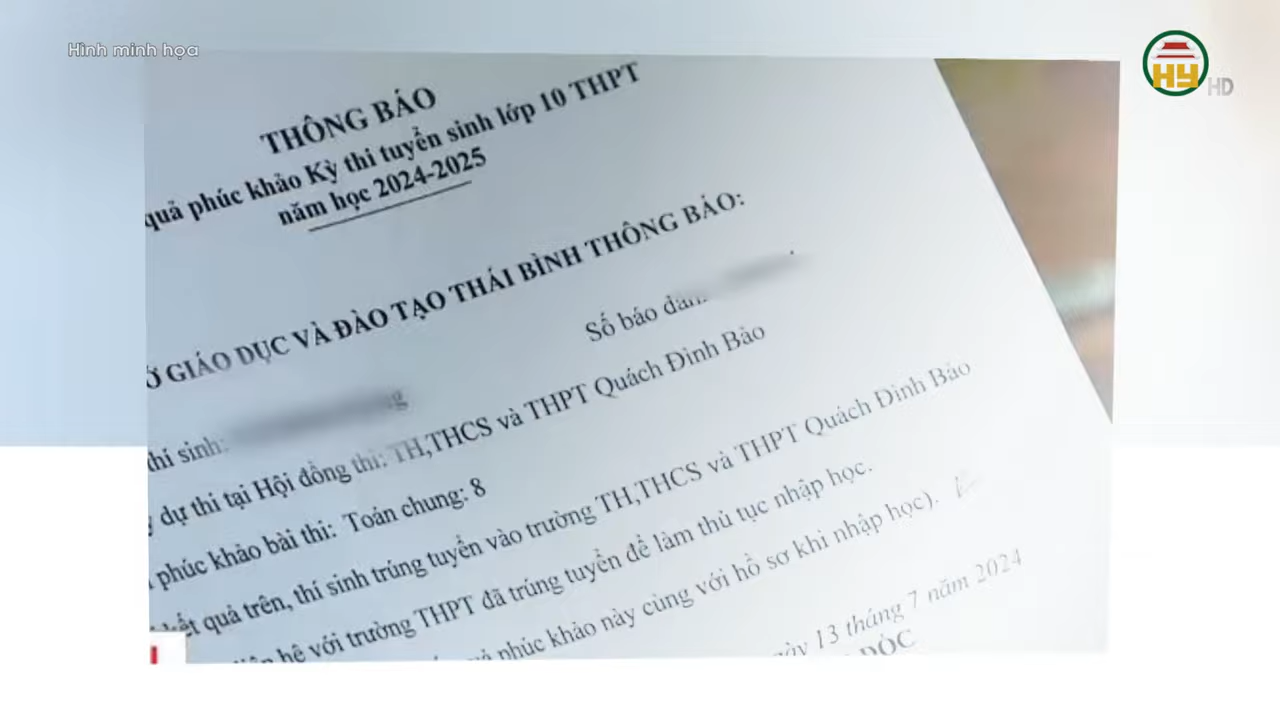 Hình minh họa
HY HD
THÔNG BÁO
quả phúc khảo Kỳ thi tuyển sinh lớp 10 THPT
năm học 2024-2025
GIÁO DỤC VÀ ĐÀO TẠO THÁI BÌNH THÔNG BÁO:
Số báo
thí sinh:
dự thi tại Hội đồng thi: TH,THCS và THPT Quách Đình Bảo
phúc khảo bài thi: Toán chung: 8
kết quả trên, thí sinh trúng tuyển vào trường TH,THCS và THPT Quách Đình Bảo
hệ với trường THPT đã trúng tuyển để làm thủ tục nhập học.
phúc khảo này cùng với hồ sơ khi nhập học).
13 tháng 7 năm 2024